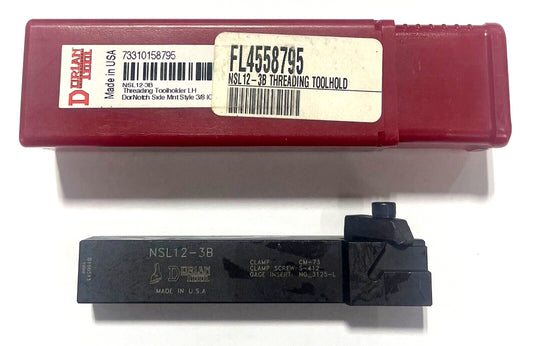 DORIAN
TOOL
Made in USA
73310158795
NSL12-3B
Threading Toolholder LH
DorNotch Side Mnt Style 3/8 IC
FL4558795
NSL12-3B THREADING TOOLHOLD
NSL12-3B
DORIAN
TOOL
MADE IN U.S.A
CLAMP CM-73
CLAMP SCREW S-412
GAGE INSERT NG 3125-L